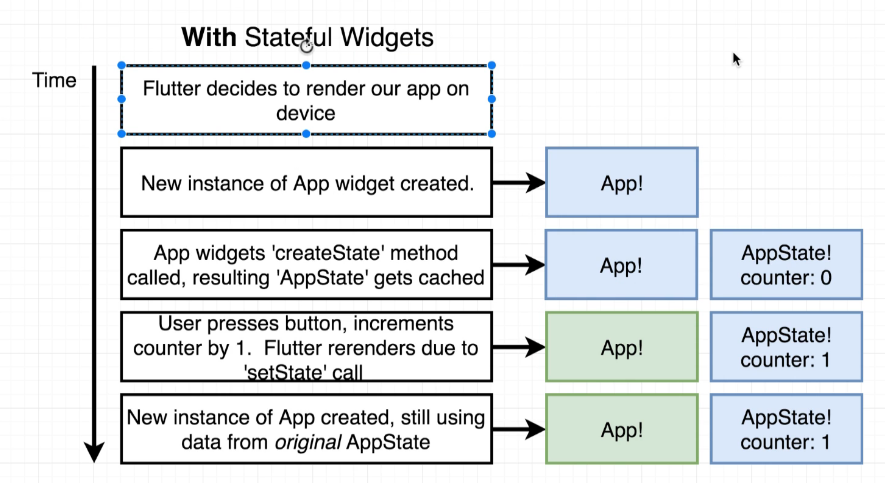 With Stateful Widgets
Time
Flutter decides to render our app on
device
New instance of App widget created.
App!
App widgets 'createState' method
called, resulting 'AppState' gets cached
App!
AppState!
counter: 0
User presses button, increments
counter by 1.  Flutter rerenders due to
'setState' call
App!
AppState!
counter: 1
New instance of App created, still using
data from original AppState
App!
AppState!
counter: 1